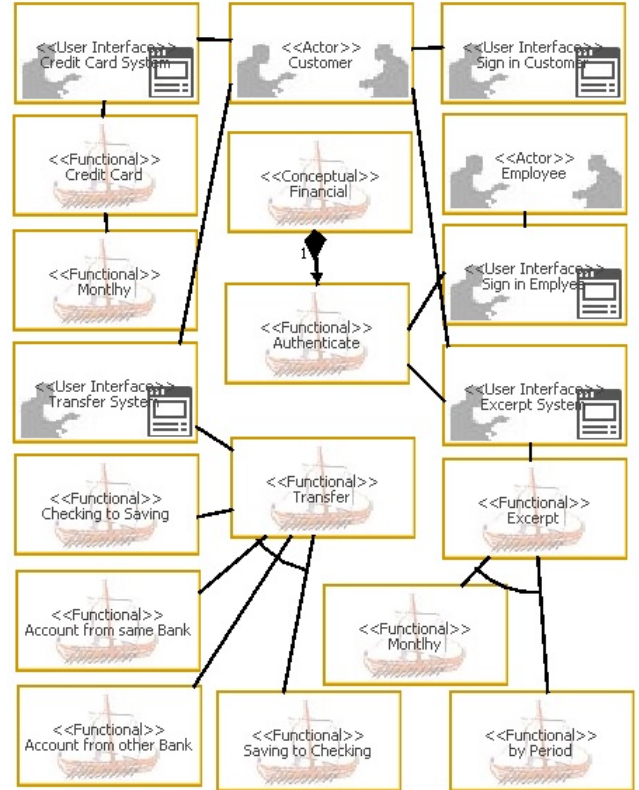 <<User Interface>>
Credit Card System
<<Actor>>
Customer
<<User Interface>>
Sign in Customer
<<Functional>>
Credit Card
<<Conceptual>>
Financial
<<Actor>>
Employee
<<Functional>>
Montlhy
1
<<User Interface>>
Sign in Emplyee
<<Functional>>
Authenticate
<<User Interface>>
Transfer System
<<User Interface>>
Excerpt System
<<Functional>>
Checking to Saving
<<Functional>>
Transfer
<<Functional>>
Excerpt
<<Functional>>
Account from same Bank
<<Functional>>
Montlhy
<<Functional>>
Account from other Bank
<<Functional>>
Saving to Checking
<<Functional>>
by Period